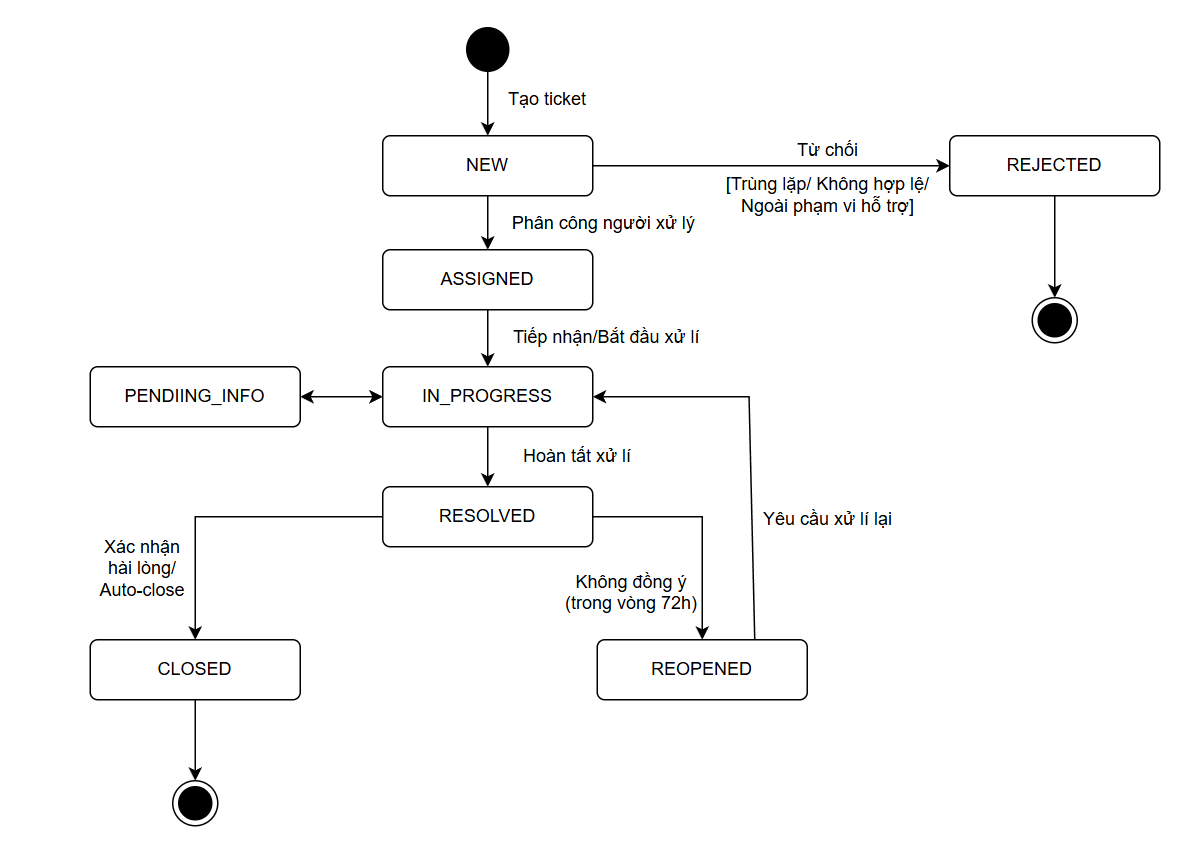 Tạo ticket
NEW
Từ chối
REJECTED
[Trùng lặp/ Không hợp lệ/
Ngoài phạm vi hỗ trợ]
Phân công người xử lý
ASSIGNED
Tiếp nhận/Bắt đầu xử lí
PENDIING_INFO
IN_PROGRESS
Hoàn tất xử lí
RESOLVED
Yêu cầu xử lí lại
Xác nhận
hài lòng/
Auto-close
Không đồng ý
(trong vòng 72h)
CLOSED
REOPENED